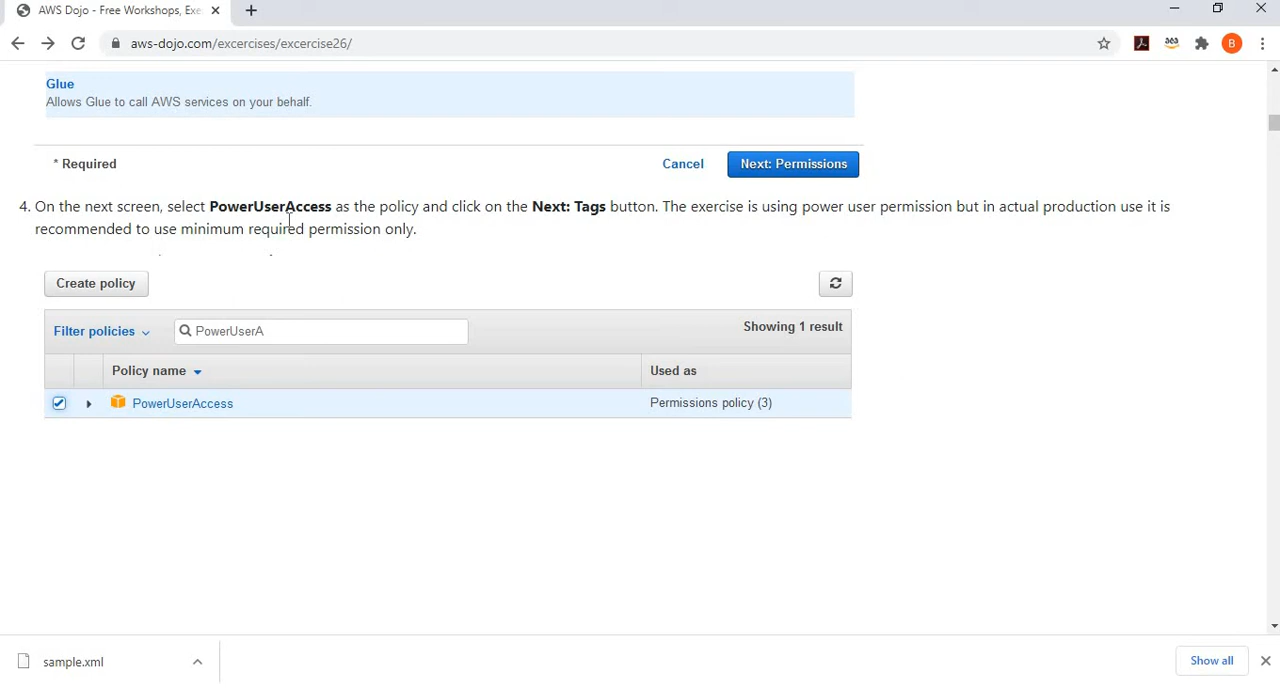 AWS Dojo - Free Workshops, Exe
aws-dojo.com/excercises/excercise26/
B
Glue
Allows Glue to call AWS services on your behalf.
* Required
Cancel
Next: Permissions
4. On the next screen, select PowerUserAccess as the policy and click on the Next: Tags button. The exercise is using power user permission but in actual production use it is
recommended to use minimum required permission only.
Create policy
Filter policies
PowerUserA
Showing 1 result
Policy name
Used as
PowerUserAccess
Permissions policy (3)
sample.xml
Show all